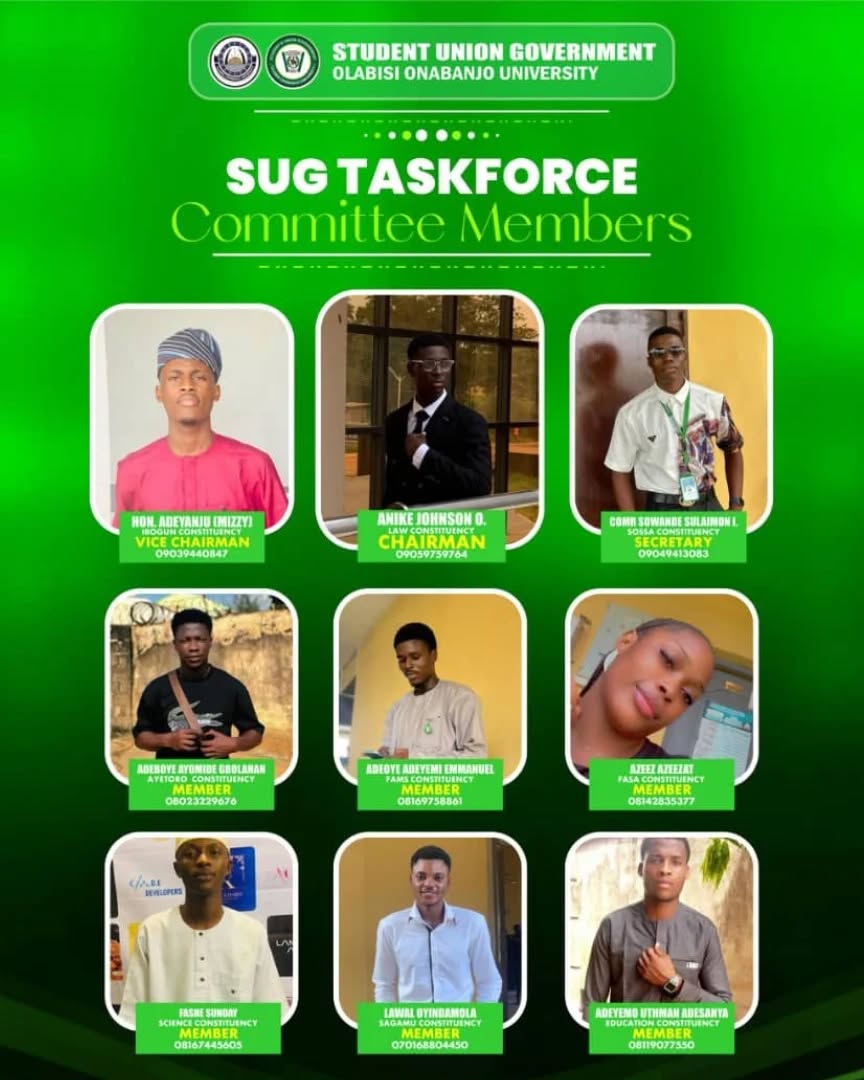 STUDENT UNION GOVERNMENT
OLABISI ONABANJO UNIVERSITY
SUG TASKFORCE
Committee Members
HON. ADEYANJU (MIZZY)
IBOGUN CONSTITUENCY
VICE CHAIRMAN
09039440847
ANIKE JOHNSON O.
LAW CONSTITUENCY
CHAIRMAN
09059759764
COMR SOWANDE SULAIMON I.
SOSSA CONSTITUENCY
SECRETARY
09049413083
ADEBOYE AYOMIDE GBOLAHAN
AYETORO CONSTITUENCY
MEMBER
08023229676
ADEOYE ADEYEMI EMMANUEL
FAMS CONSTITUENCY
MEMBER
08169758861
AZEEZ AZEEZAT
FASA CONSTITUENCY
MEMBER
08142835377
DEVELOPERS
FASHE SUNDAY
SCIENCE CONSTITUENCY
MEMBER
08167445605
LAWAL OYINDAMOLA
SAGAMU CONSTITUENCY
MEMBER
070168804450
ADEYEMO UTHMAN ADESANYA
EDUCATION CONSTITUENCY
MEMBER
08119077350